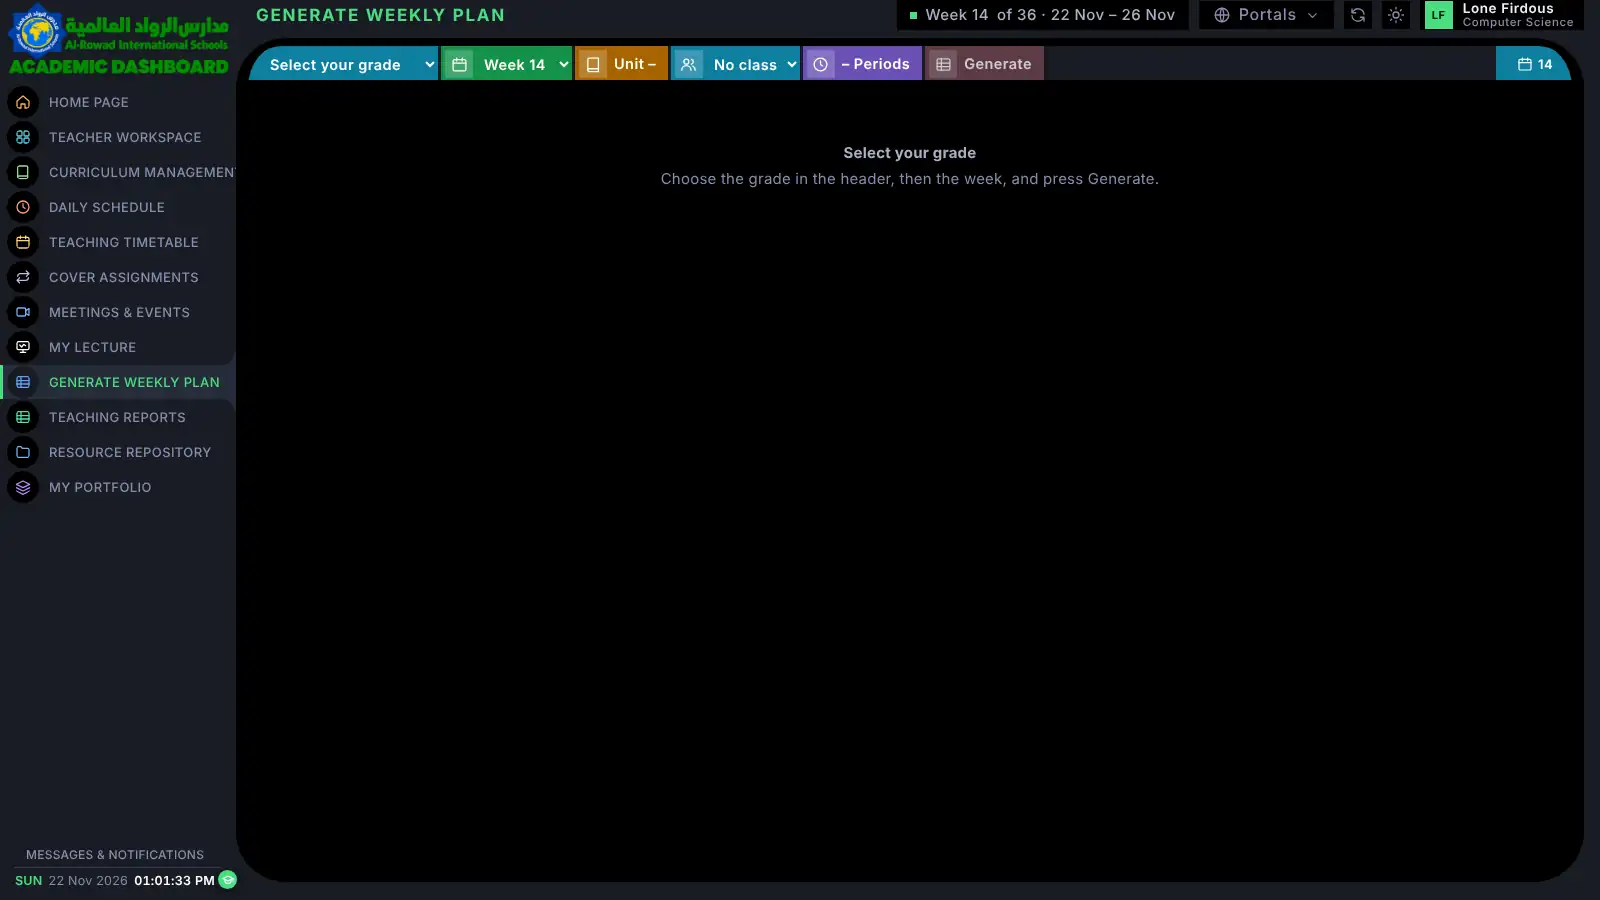 مدارس الرواد العالمية
Al-Rowad International Schools
ACADEMIC DASHBOARD
HOME PAGE
TEACHER WORKSPACE
CURRICULUM MANAGEMEN
DAILY SCHEDULE
TEACHING TIMETABLE
COVER ASSIGNMENTS
MEETINGS & EVENTS
MY LECTURE
GENERATE WEEKLY PLAN
TEACHING REPORTS
RESOURCE REPOSITORY
MY PORTFOLIO
MESSAGES & NOTIFICATIONS
SUN 22 Nov 2026 01:01:33 PM
GENERATE WEEKLY PLAN
Week 14 of 36 · 22 Nov – 26 Nov
Portals
LF
Lone Firdous
Computer Science
Select your grade
Week 14
Unit –
No class
– Periods
Generate
14
Select your grade
Choose the grade in the header, then the week, and press Generate.